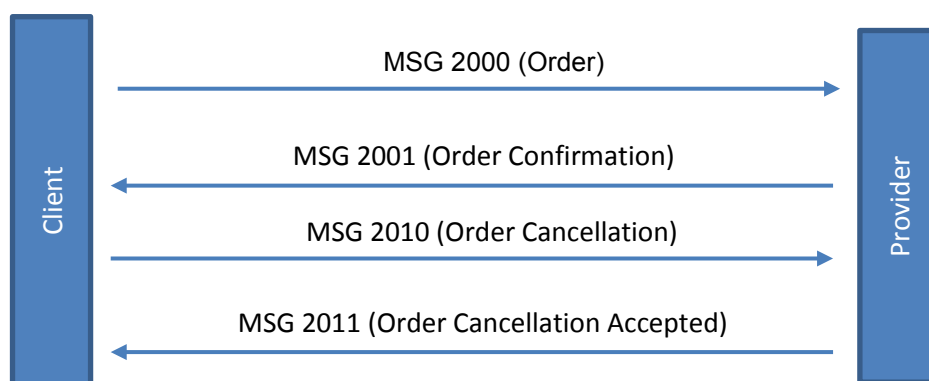 MSG 2000 (Order)
MSG 2001 (Order Confirmation)
Client
Provider
MSG 2010 (Order Cancellation)
MSG 2011 (Order Cancellation Accepted)